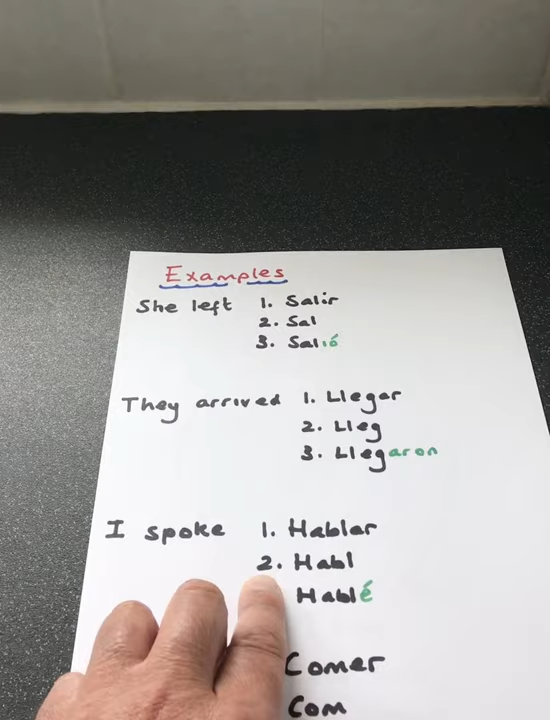 Examples
She left 1. Salir
2. Sal
3. Salió
They arrived 1. Llegar
2. Lleg
3. Llegaron
I spoke 1. Hablar
2. Habl
Hablé
Comer
Com